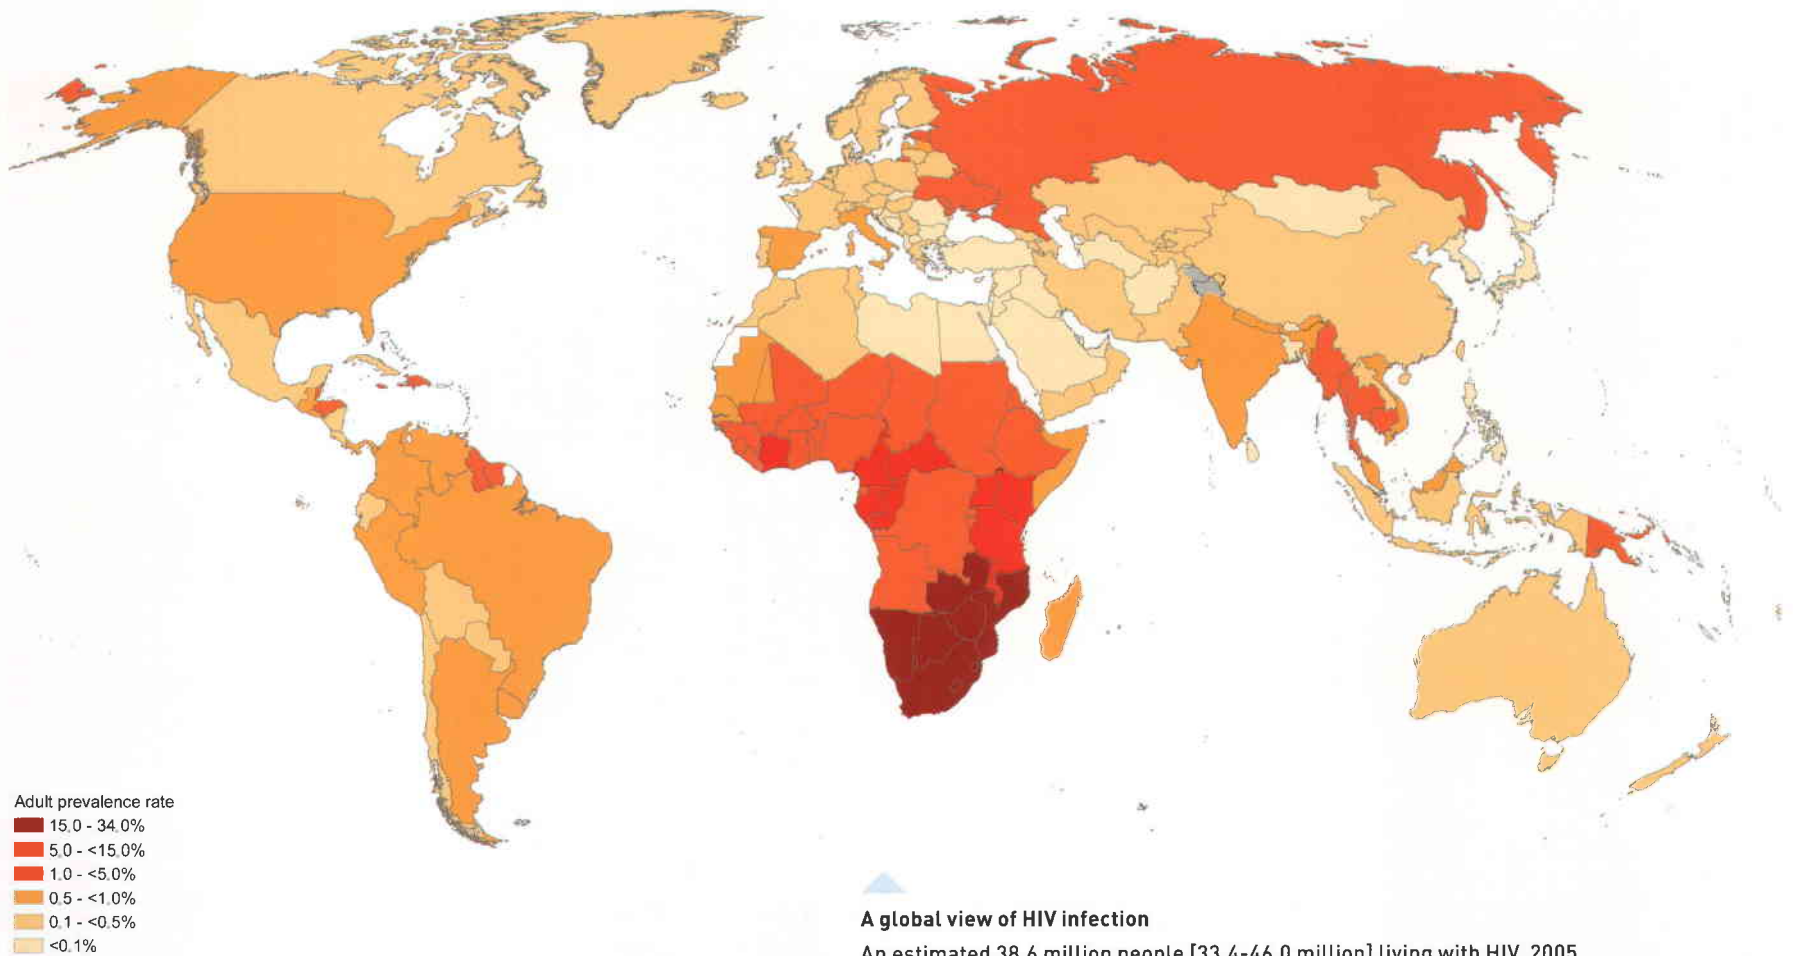 Adult prevalence rate
15.0 - 34.0%
5.0 - <15.0%
1.0 - <5.0%
0.5 - <1.0%
0.1 - <0.5%
<0.1%
A global view of HIV infection
An estimated 38.6 million people [33.4-46.0 million] living with HIV, 2005